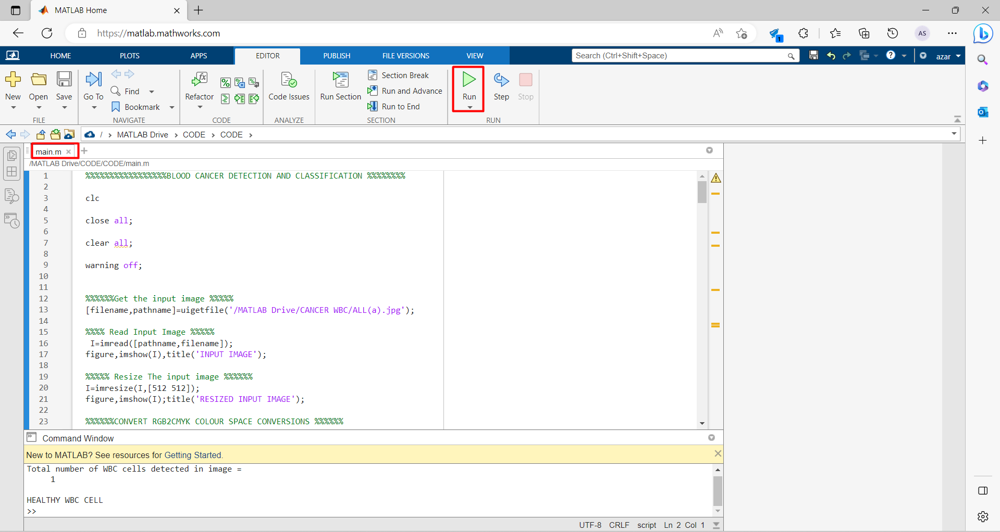 MATLAB Home
https://matlab.mathworks.com
A
1
AS
HOME PLOTS APPS EDITOR PUBLISH FILE VERSIONS VIEW Search (Ctrl+Shift+Space) ? azar
New Open Save Go To Find Bookmark Refactor fx Code Issues Run Section Section Break Run and Advance Run to End Run Step Stop
FILE NAVIGATE CODE ANALYZE SECTION RUN
/ › MATLAB Drive › CODE › CODE ›
main.m
/MATLAB Drive/CODE/CODE/main.m
1 %%%%%%%%%%%%%%%%%BLOOD CANCER DETECTION AND CLASSIFICATION %%%%%%%%
2
3 clc
4
5 close all;
6
7 clear all;
8
9 warning off;
10
11
12 %%%%%%Get the input image %%%%%
13 [filename,pathname]=uigetfile('/MATLAB Drive/CANCER WBC/ALL(a).jpg');
14
15 %%%% Read Input Image %%%%%
16 I=imread([pathname,filename]);
17 figure,imshow(I),title('INPUT IMAGE');
18
19 %%%%% Resize The input image %%%%%%
20 I=imresize(I,[512 512]);
21 figure,imshow(I);title('RESIZED INPUT IMAGE');
22
23 %%%%%%CONVERT RGB2CMYK COLOUR SPACE CONVERSIONS %%%%%%
Command Window
New to MATLAB? See resources for Getting Started.
Total number of WBC cells detected in image =
1
HEALTHY WBC CELL
>>
UTF-8 CRLF script Ln 2 Col 1